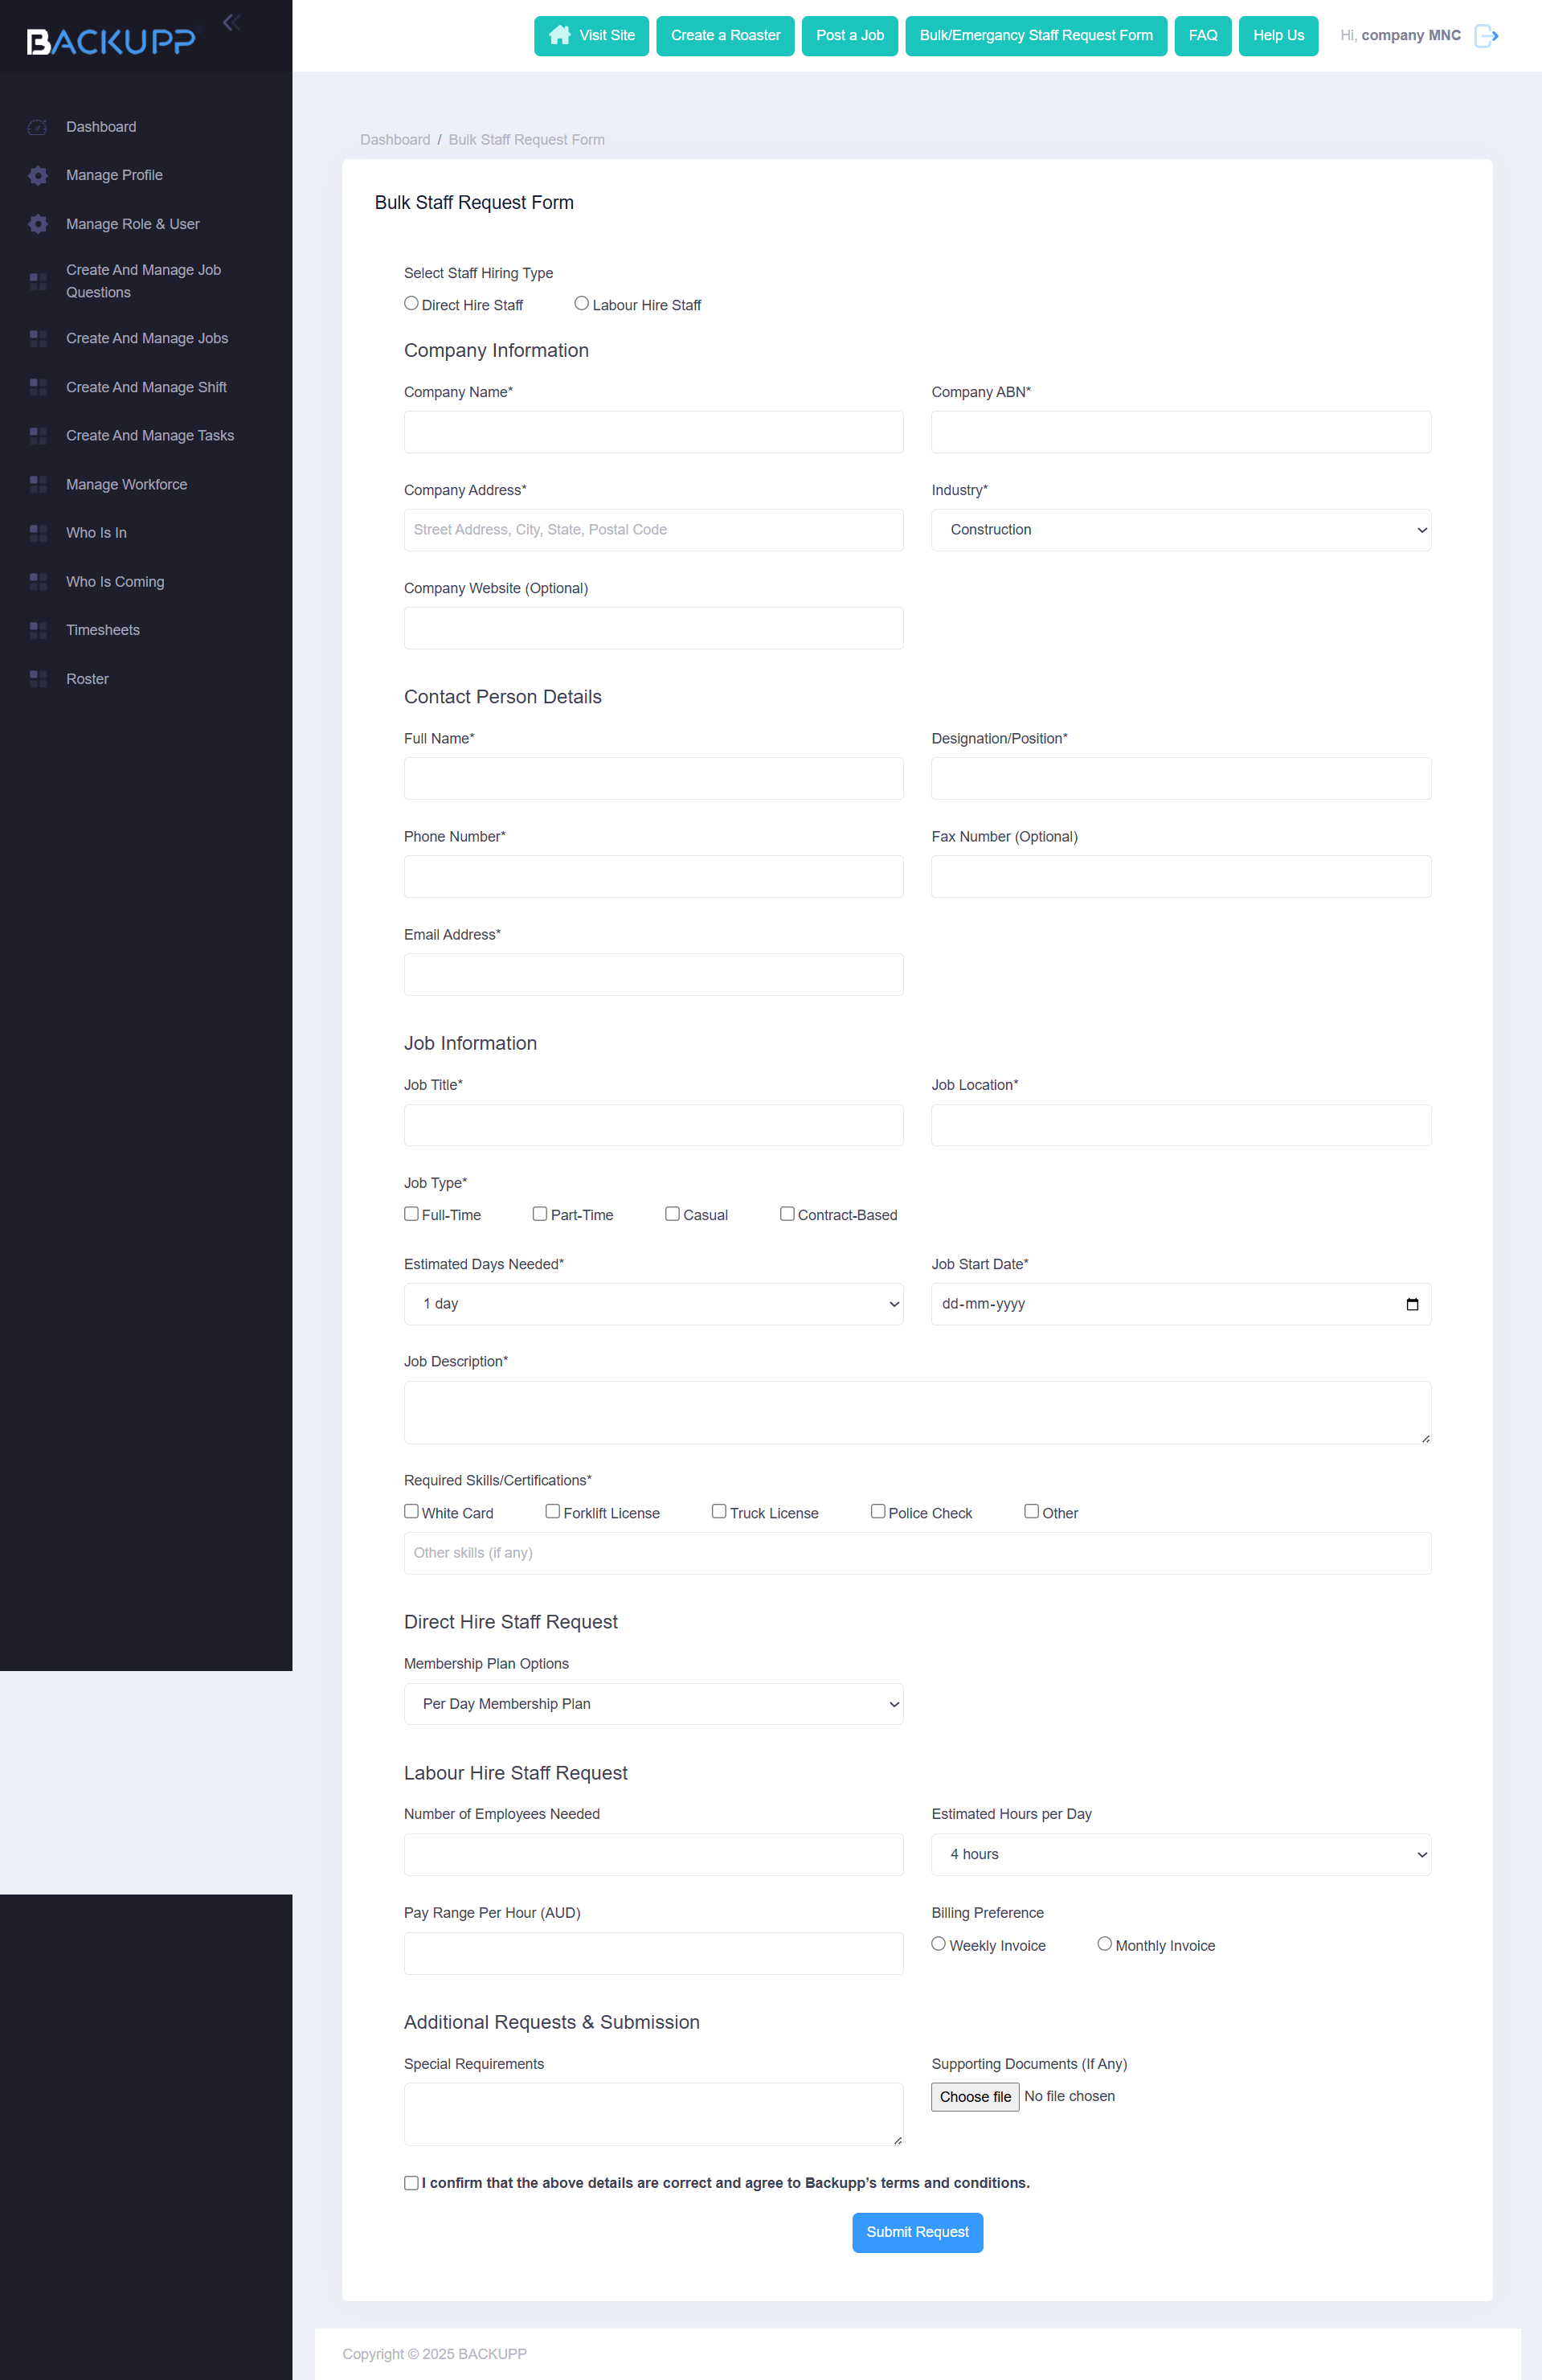 BACKUPP
Visit Site
Create a Roaster
Post a Job
Bulk/Emergancy Staff Request Form
FAQ
Help Us
Hi, company MNC
Dashboard
Manage Profile
Manage Role & User
Create And Manage Job
Questions
Create And Manage Jobs
Create And Manage Shift
Create And Manage Tasks
Manage Workforce
Who Is In
Who Is Coming
Timesheets
Roster
Dashboard / Bulk Staff Request Form
Bulk Staff Request Form
Select Staff Hiring Type
Direct Hire Staff
Labour Hire Staff
Company Information
Company Name*
Company ABN*
Company Address*
Industry*
Street Address, City, State, Postal Code
Construction
Company Website (Optional)
Contact Person Details
Full Name*
Designation/Position*
Phone Number*
Fax Number (Optional)
Email Address*
Job Information
Job Title*
Job Location*
Job Type*
Full-Time
Part-Time
Casual
Contract-Based
Estimated Days Needed*
Job Start Date*
1 day
dd-mm-yyyy
Job Description*
Required Skills/Certifications*
White Card
Forklift License
Truck License
Police Check
Other
Other skills (if any)
Direct Hire Staff Request
Membership Plan Options
Per Day Membership Plan
Labour Hire Staff Request
Number of Employees Needed
Estimated Hours per Day
4 hours
Pay Range Per Hour (AUD)
Billing Preference
Weekly Invoice
Monthly Invoice
Additional Requests & Submission
Special Requirements
Supporting Documents (If Any)
Choose file No file chosen
I confirm that the above details are correct and agree to Backupp’s terms and conditions.
Submit Request
Copyright © 2025 BACKUPP